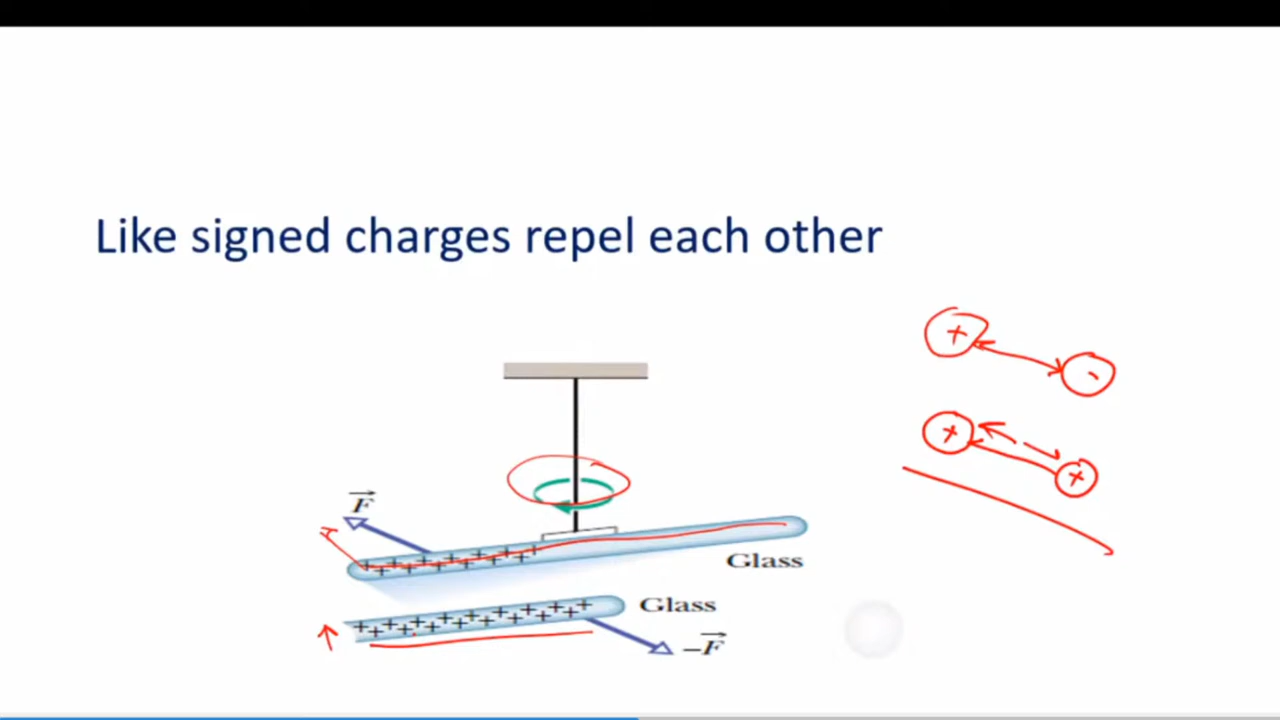 Like signed charges repel each other
+
-
+
+
F
+ + + + + + + + + + + + +
Glass
Glass
+ + + + + + + + + + + + + + + + +
–F